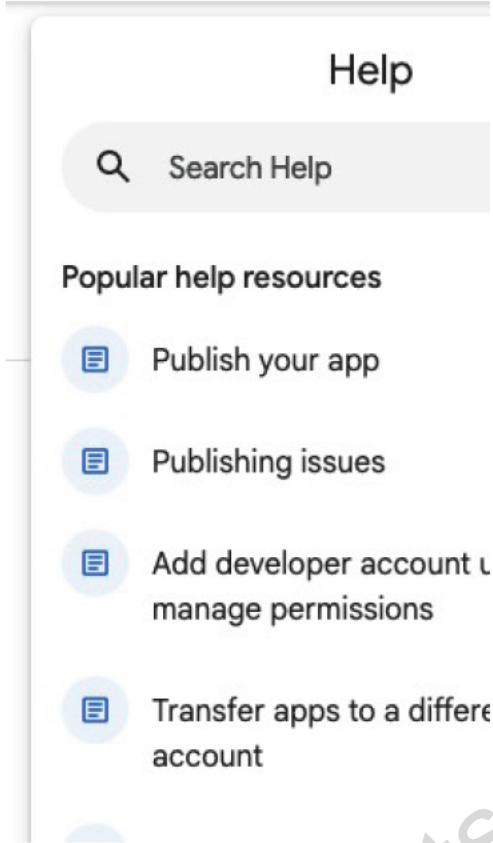 Help
Search Help
Popular help resources
Publish your app
Publishing issues
Add developer account
manage permissions
Transfer apps to a
account